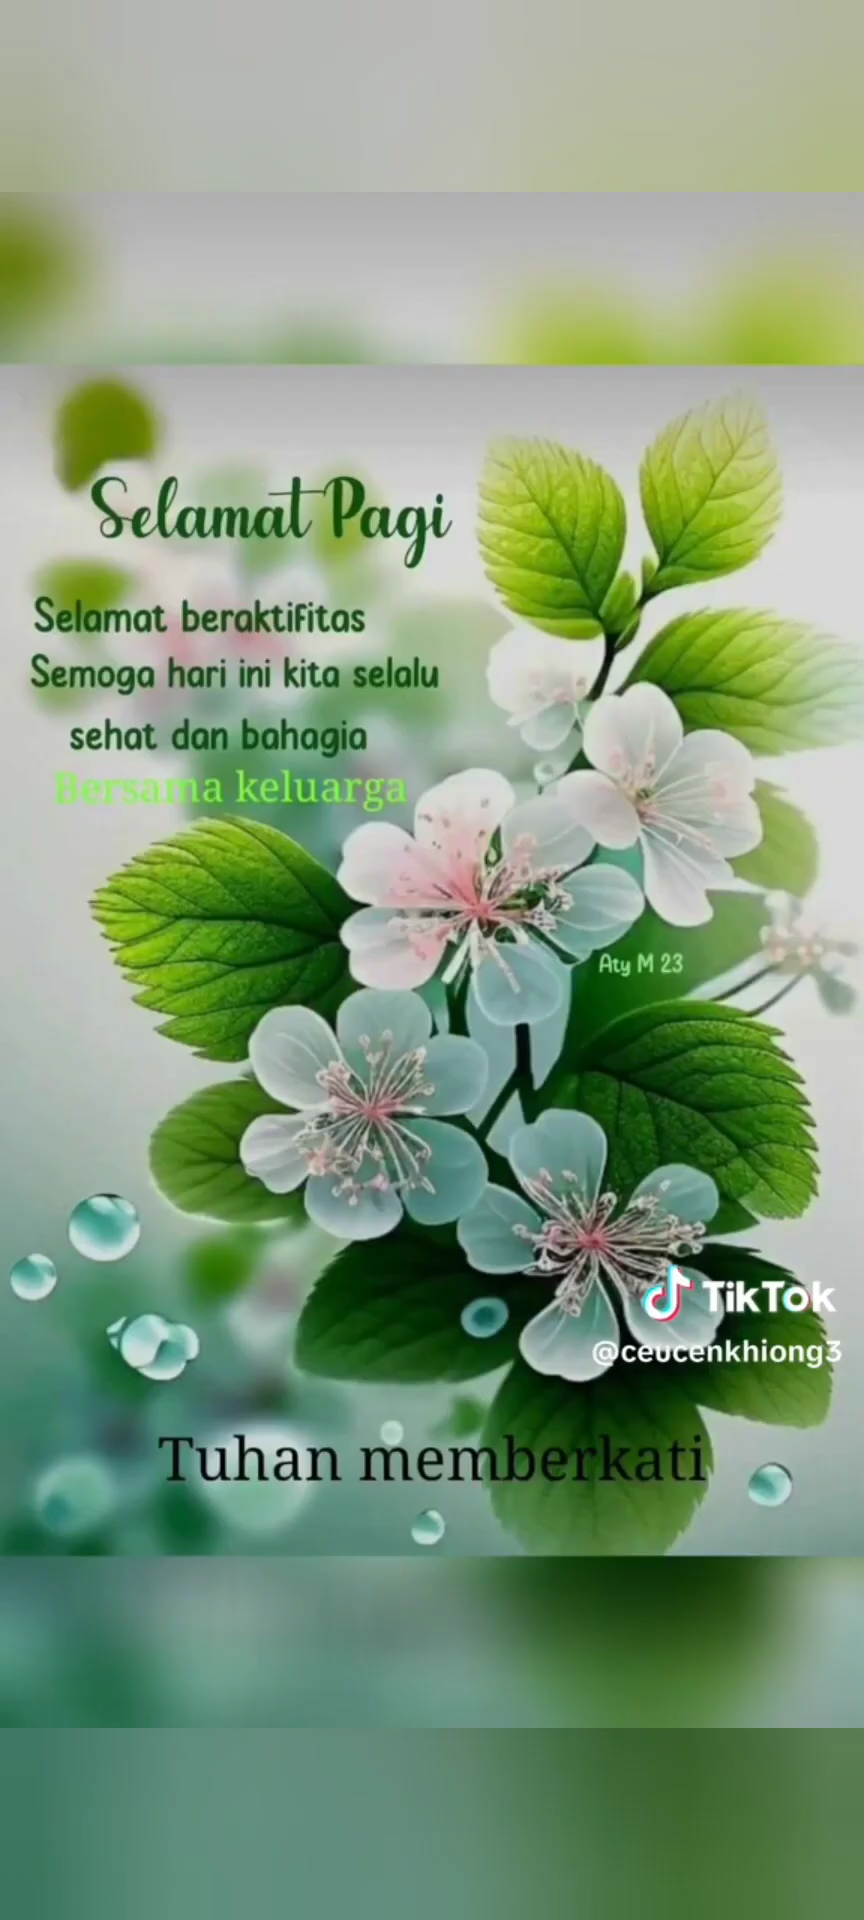 Selamat Pagi
Selamat beraktifitas
Semoga hari ini kita selalu
sehat dan bahagia
Bersama keluarga
Aty M 23
TikTok
@ceucenkhiong3
Tuhan memberkati